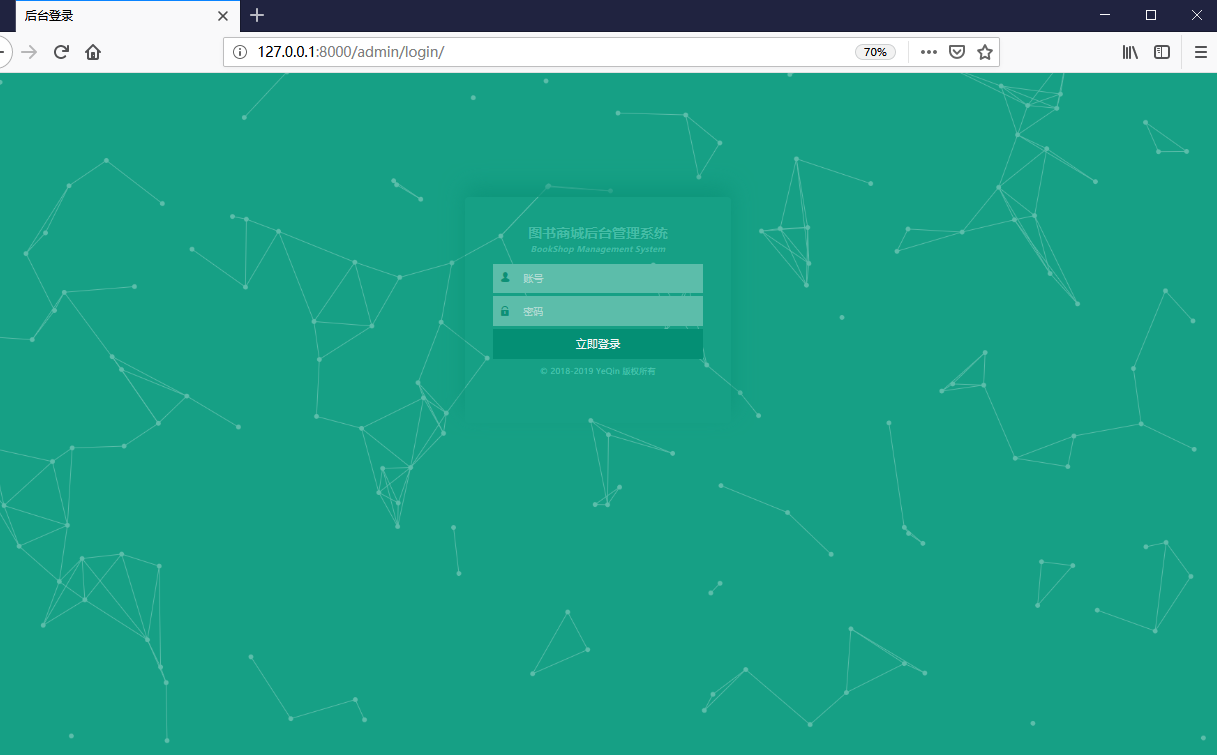 后台登录
127.0.0.1:8000/admin/login/
70%
图书商城后台管理系统
BookShop Management System
账号
密码
立即登录
© 2018-2019 YeQin 版权所有